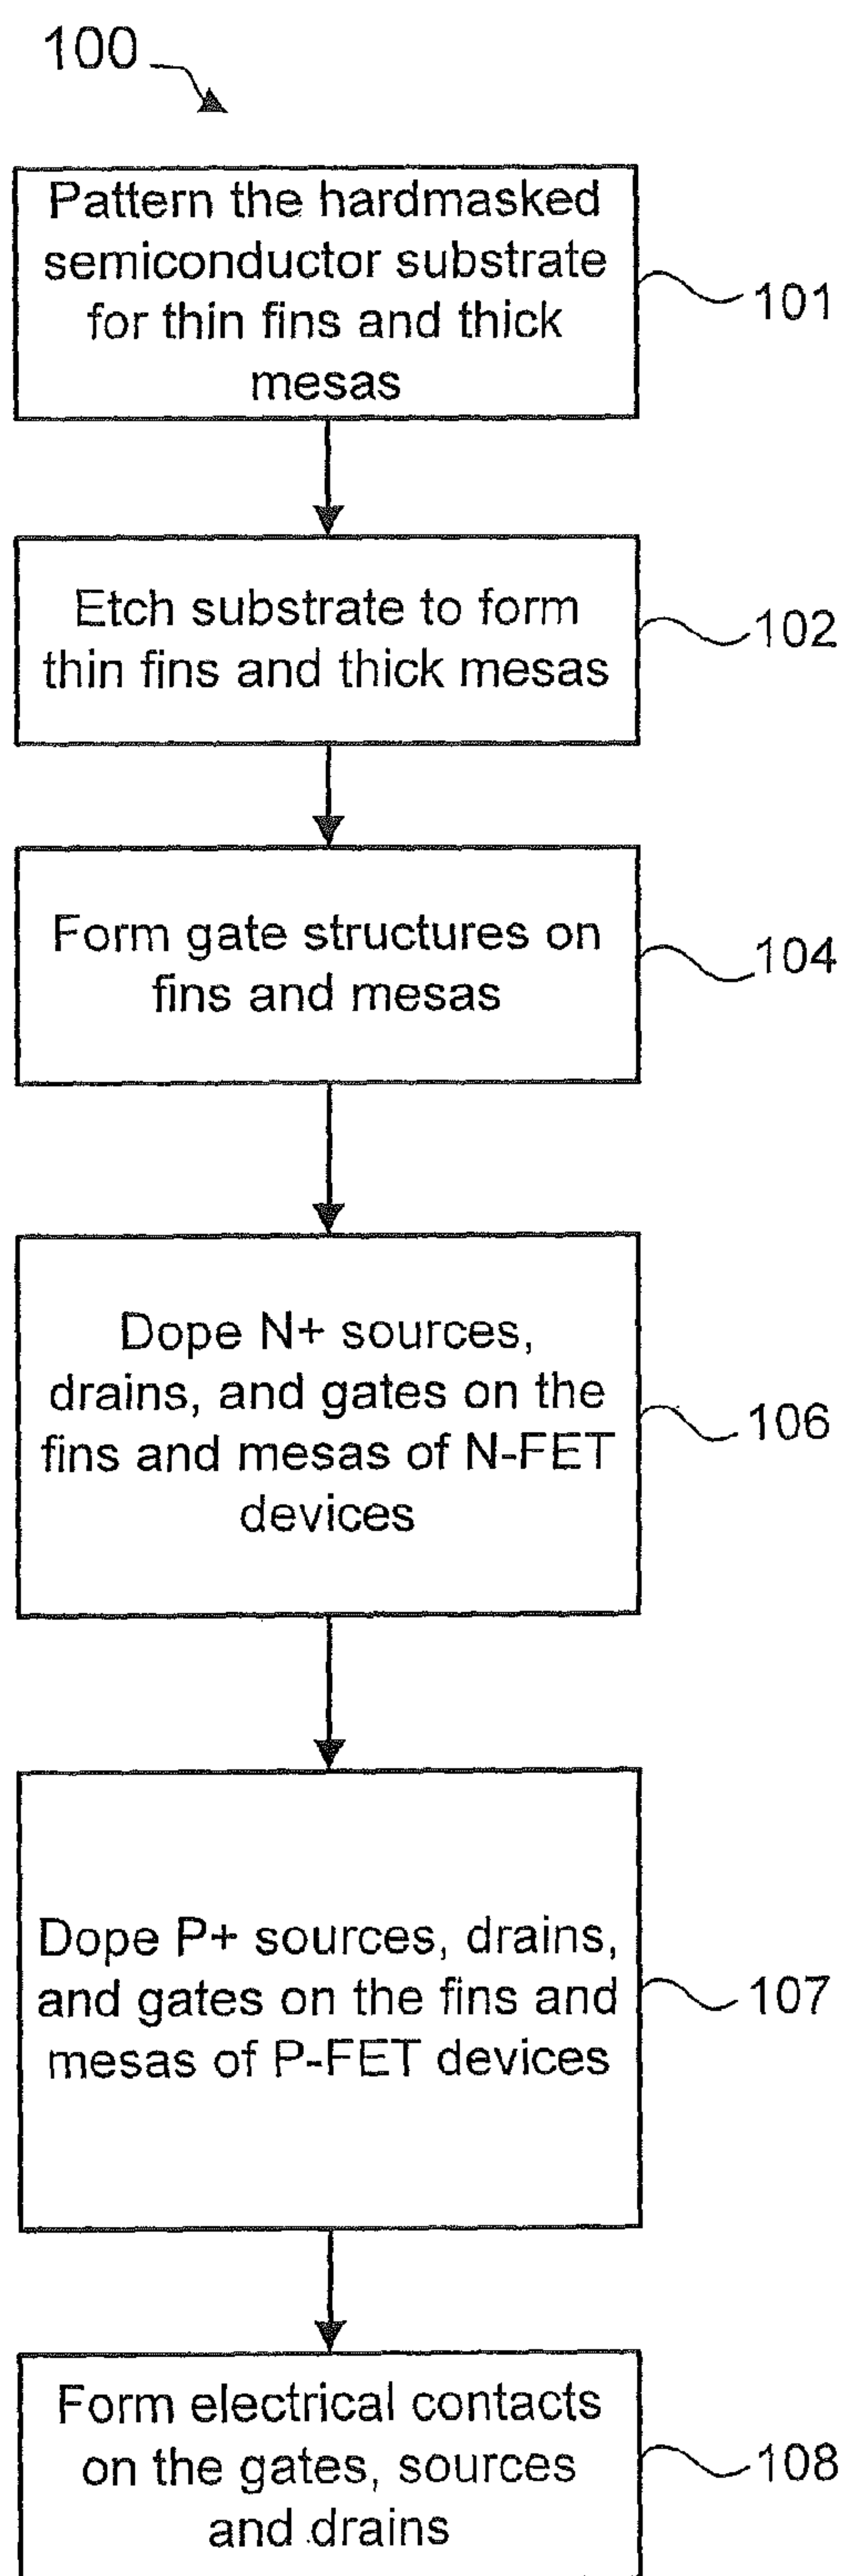 100
Pattern the hardmasked
semiconductor substrate
for thin fins and thick
mesas
101
Etch substrate to form
thin fins and thick mesas
102
Form gate structures on
fins and mesas
104
Dope N+ sources,
drains, and gates on the
fins and mesas of N-FET
devices
106
Dope P+ sources, drains,
and gates on the fins and
mesas of P-FET devices
107
Form electrical contacts
on the gates, sources
and drains
108